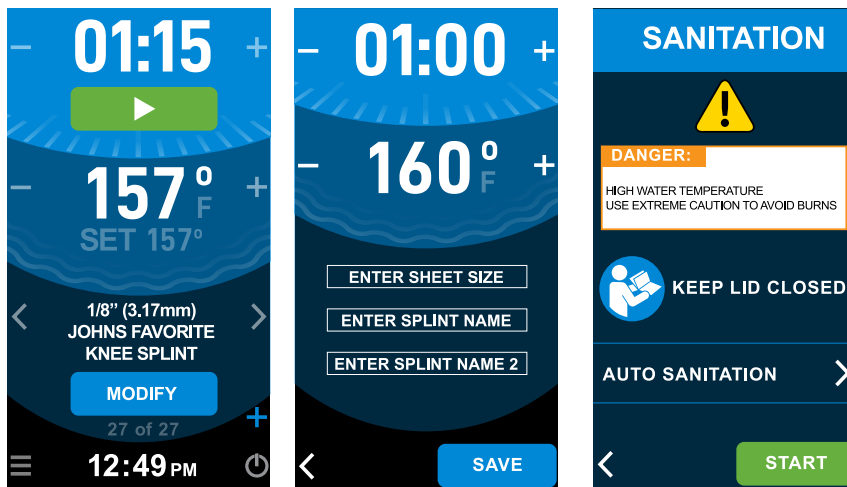 01:15
157° F
SET 157°
1/8” (3.17mm)
JOHNS FAVORITE
KNEE SPLINT
MODIFY
27 of 27
12:49 PM
01:00
160° F
ENTER SHEET SIZE
ENTER SPLINT NAME
ENTER SPLINT NAME 2
SAVE
SANITATION
DANGER:
HIGH WATER TEMPERATURE
USE EXTREME CAUTION TO AVOID BURNS
KEEP LID CLOSED
AUTO SANITATION
START